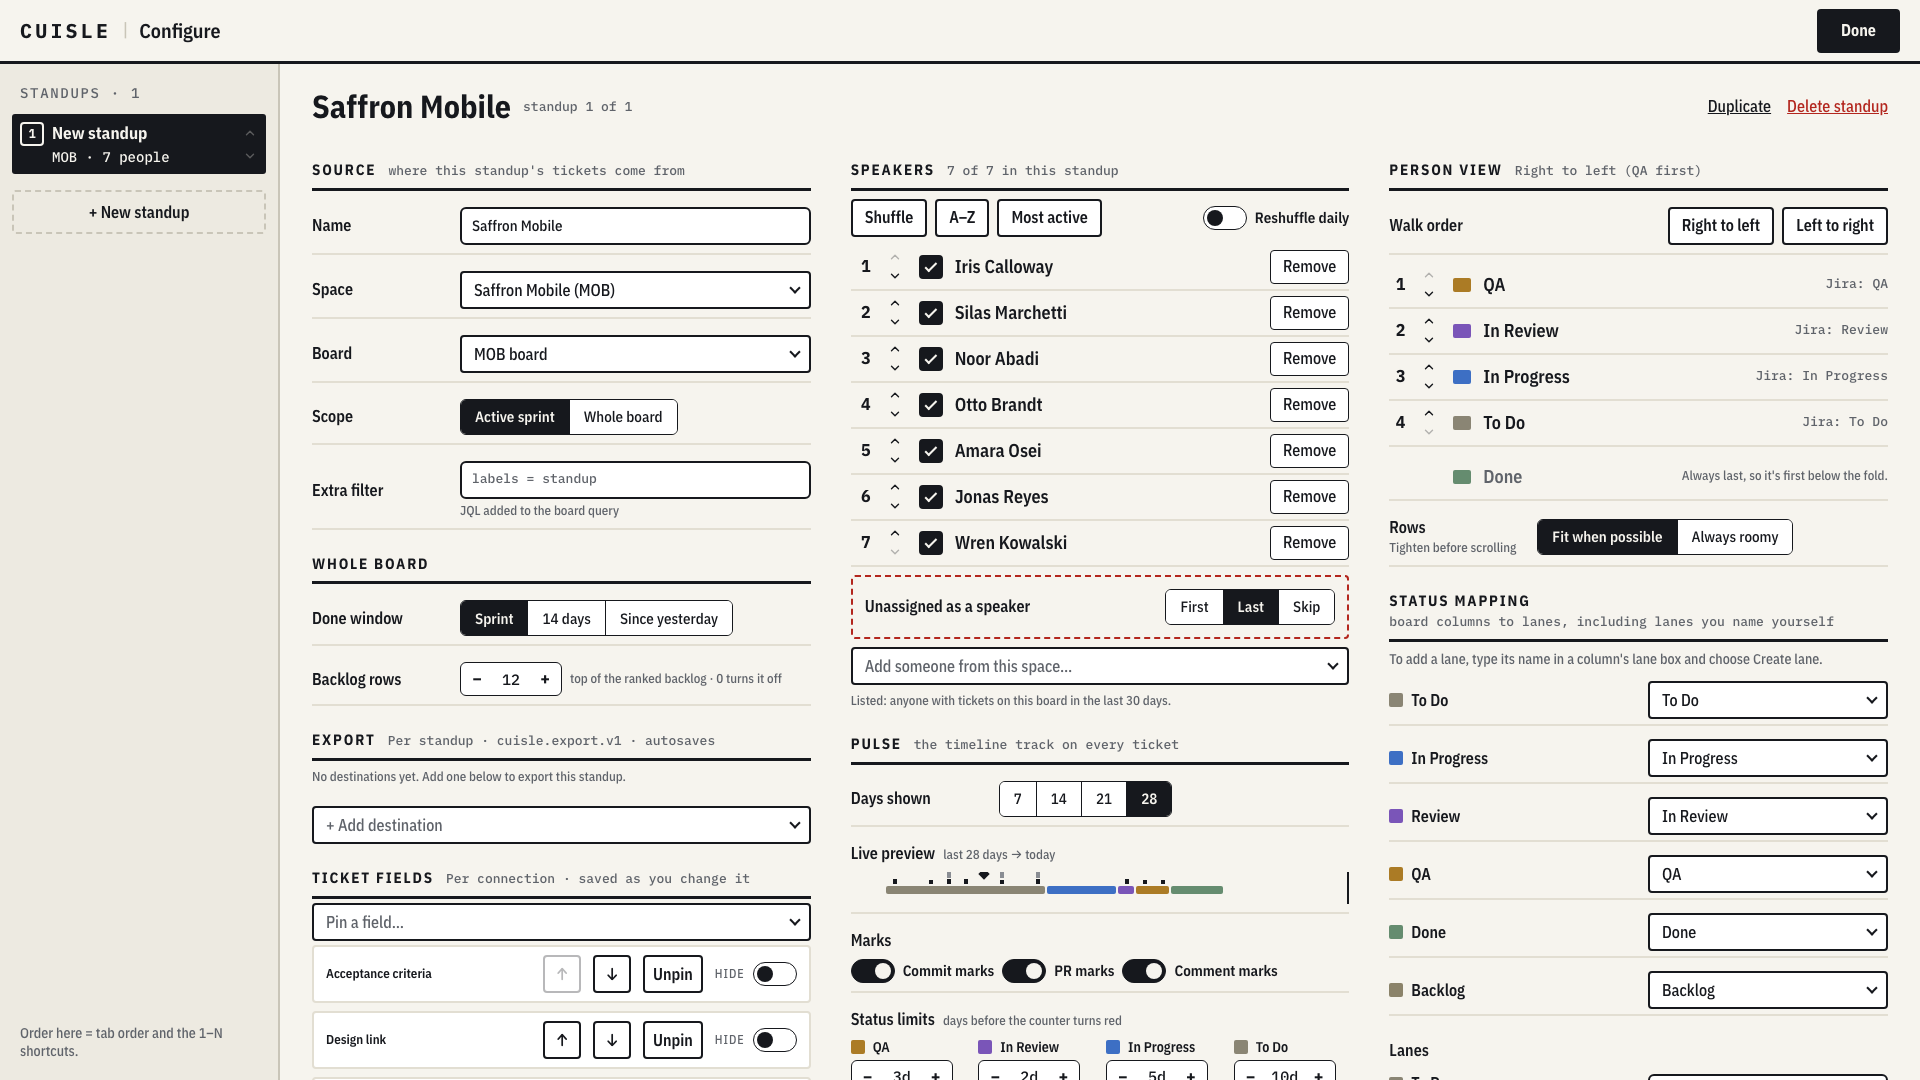 CUISLE
Configure
Done
STANDUPS · 1
1 New standup
MOB · 7 people
+ New standup
Order here = tab order and the 1–N
shortcuts.
Saffron Mobile standup 1 of 1
Duplicate
Delete standup
SOURCE where this standup's tickets come from
Name
Saffron Mobile
Space
Saffron Mobile (MOB)
Board
MOB board
Scope
Active sprint
Whole board
Extra filter
labels = standup
JQL added to the board query
WHOLE BOARD
Done window
Sprint
14 days
Since yesterday
Backlog rows
− 12 +
top of the ranked backlog · 0 turns it off
EXPORT Per standup · cuisle.export.v1 · autosaves
No destinations yet. Add one below to export this standup.
+ Add destination
TICKET FIELDS Per connection · saved as you change it
Pin a field...
Acceptance criteria ↑ ↓ Unpin HIDE
Design link ↑ ↓ Unpin HIDE
SPEAKERS 7 of 7 in this standup
Shuffle
A–Z
Most active
Reshuffle daily
1 Iris Calloway Remove
2 Silas Marchetti Remove
3 Noor Abadi Remove
4 Otto Brandt Remove
5 Amara Osei Remove
6 Jonas Reyes Remove
7 Wren Kowalski Remove
Unassigned as a speaker
First
Last
Skip
Add someone from this space...
Listed: anyone with tickets on this board in the last 30 days.
PULSE the timeline track on every ticket
Days shown
7
14
21
28
Live preview last 28 days → today
Marks
Commit marks
PR marks
Comment marks
Status limits days before the counter turns red
QA
In Review
In Progress
To Do
− 3d +
− 2d +
− 5d +
− 10d +
PERSON VIEW Right to left (QA first)
Walk order
Right to left
Left to right
1 QA Jira: QA
2 In Review Jira: Review
3 In Progress Jira: In Progress
4 To Do Jira: To Do
Done Always last, so it's first below the fold.
Rows
Tighten before scrolling
Fit when possible
Always roomy
STATUS MAPPING
board columns to lanes, including lanes you name yourself
To add a lane, type its name in a column's lane box and choose Create lane.
To Do To Do
In Progress In Progress
Review In Review
QA QA
Done Done
Backlog Backlog
Lanes